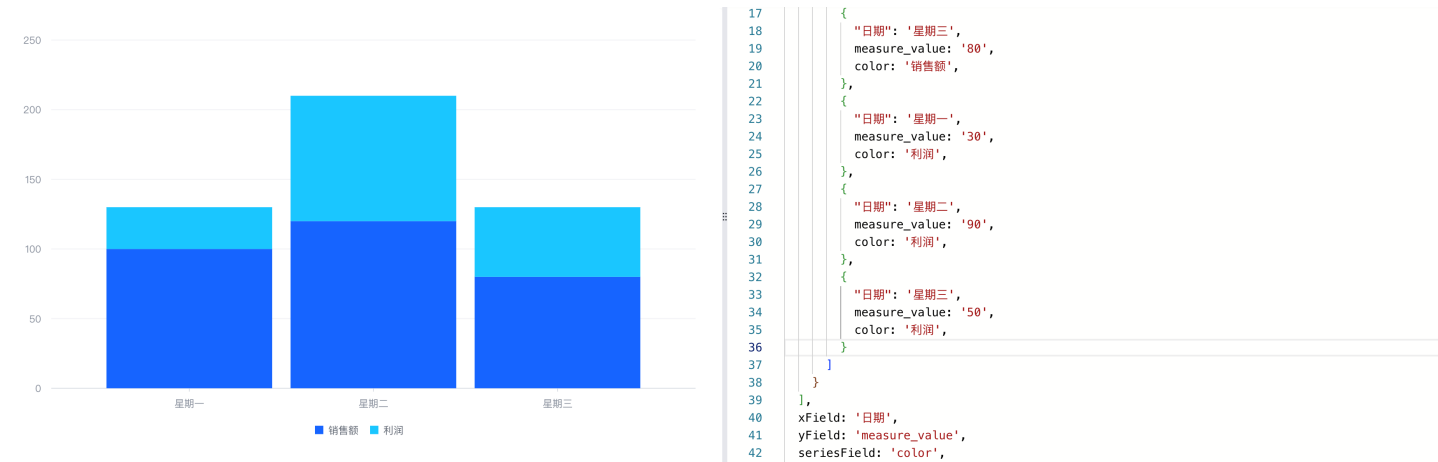 250
200
150
100
50
0
星期一
星期二
星期三
销售额
利润
17 {
18 "日期": '星期三',
19 measure_value: '80',
20 color: '销售额',
21 },
22 {
23 "日期": '星期一',
24 measure_value: '30',
25 color: '利润',
26 },
27 {
28 "日期": '星期二',
29 measure_value: '90',
30 color: '利润',
31 },
32 {
33 "日期": '星期三',
34 measure_value: '50',
35 color: '利润',
36 }
37 ]
38 }
39 ],
40 xField: '日期',
41 yField: 'measure_value',
42 seriesField: 'color',